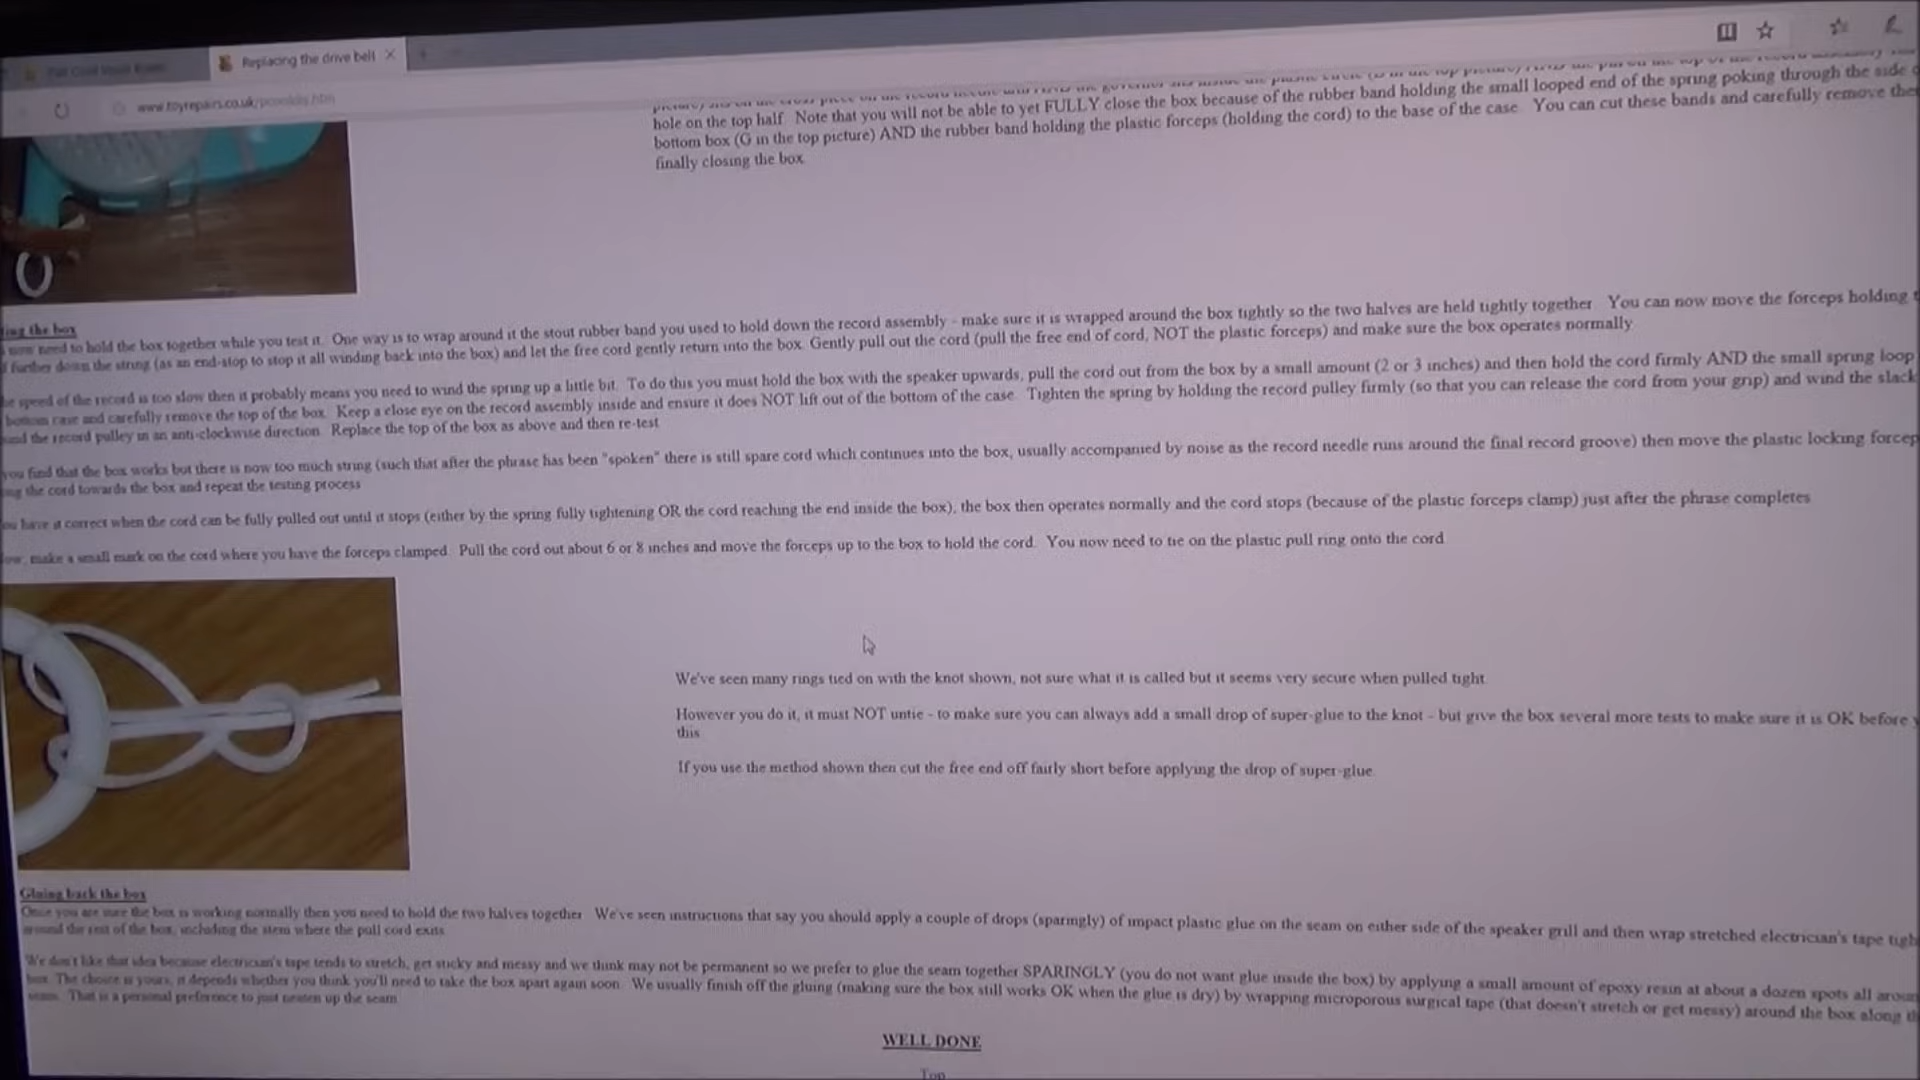 Replacing the drive belt
www.toyrepairs.co.uk
hole on the top half. Note that you will not be able to yet FULLY close the box because of the rubber band holding the small looped end of the spring poking through the side
bottom box (G in the top picture) AND the rubber band holding the plastic forceps (holding the cord) to the base of the case. You can cut these bands and carefully remove
finally closing the box
the box
now need to hold the box together while you test it. One way is to wrap around it the stout rubber band you used to hold down the record assembly - make sure it is wrapped around the box tightly so the two halves are held tightly together. You can now move the forceps holding
further down the string (as an end-stop to stop it all winding back into the box) and let the free cord gently return into the box. Gently pull out the cord (pull the free end of cord, NOT the plastic forceps) and make sure the box operates normally.
speed of the record is too slow then it probably means you need to wind the spring up a little bit. To do this you must hold the box with the speaker upwards, pull the cord out from the box by a small amount (2 or 3 inches) and then hold the cord firmly AND the small spring loop
bottom case and carefully remove the top of the box. Keep a close eye on the record assembly inside and ensure it does NOT lift out of the bottom of the case. Tighten the spring by holding the record pulley firmly (so that you can release the cord from your grip) and wind the slack
the record pulley in an anti-clockwise direction. Replace the top of the box as above and then re-test
you find that the box works but there is now too much string (such that after the phrase has been "spoken" there is still spare cord which continues into the box, usually accompanied by noise as the record needle runs around the final record groove) then move the plastic locking
the cord towards the box and repeat the testing process
have it correct when the cord can be fully pulled out until it stops (either by the spring fully tightening OR the cord reaching the end inside the box), the box then operates normally and the cord stops (because of the plastic forceps clamp) just after the phrase completes
make a small mark on the cord where you have the forceps clamped. Pull the cord out about 6 or 8 inches and move the forceps up to the box to hold the cord. You now need to tie on the plastic pull ring onto the cord
We've seen many rings tied on with the knot shown, not sure what it is called but it seems very secure when pulled tight.
However you do it, it must NOT untie - to make sure you can always add a small drop of super-glue to the knot - but give the box several more tests to make sure it is OK before
this
If you use the method shown then cut the free end off fairly short before applying the drop of super-glue.
Gluing back the box
Once you are sure the box is working normally then you need to hold the two halves together. We've seen instructions that say you should apply a couple of drops (sparingly) of impact plastic glue on the seam on either side of the speaker grill and then wrap stretched electrician's tape
around the rest of the box, including the stem where the pull cord exits
We don't like that idea because electrician's tape tends to stretch, get sticky and messy and we think may not be permanent so we prefer to glue the seam together SPARINGLY (you do not want glue inside the box) by applying a small amount of epoxy resin at about a dozen spots all
box. The choice is yours, it depends whether you think you'll need to take the box apart again soon. We usually finish off the gluing (making sure the box still works OK when the glue is dry) by wrapping microporous surgical tape (that doesn't stretch or get messy) around the box along
seam. That is a personal preference to just neaten up the seam
WELL DONE
Top